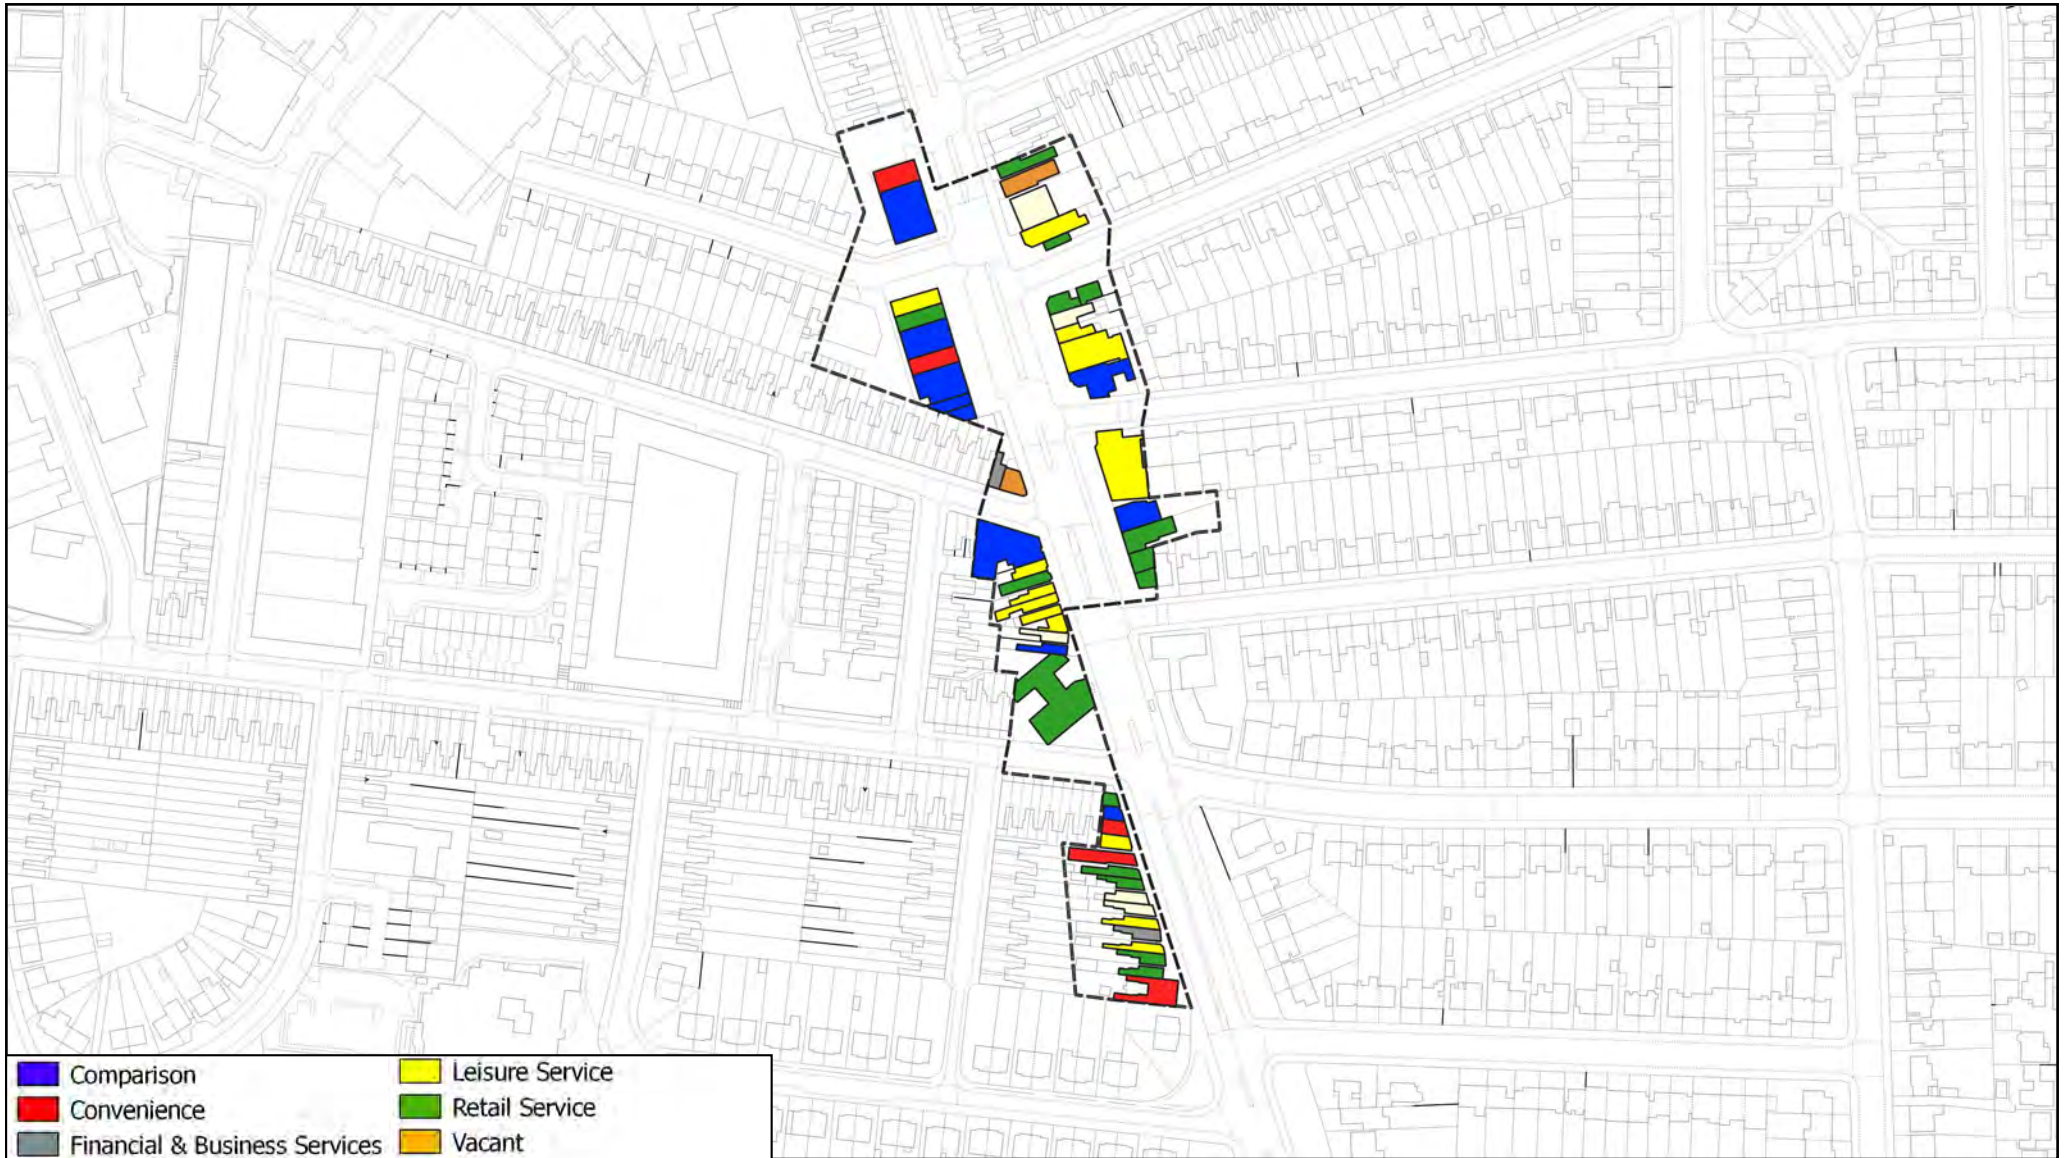 Comparison
Convenience
Financial & Business Services
Leisure Service
Retail Service
Vacant